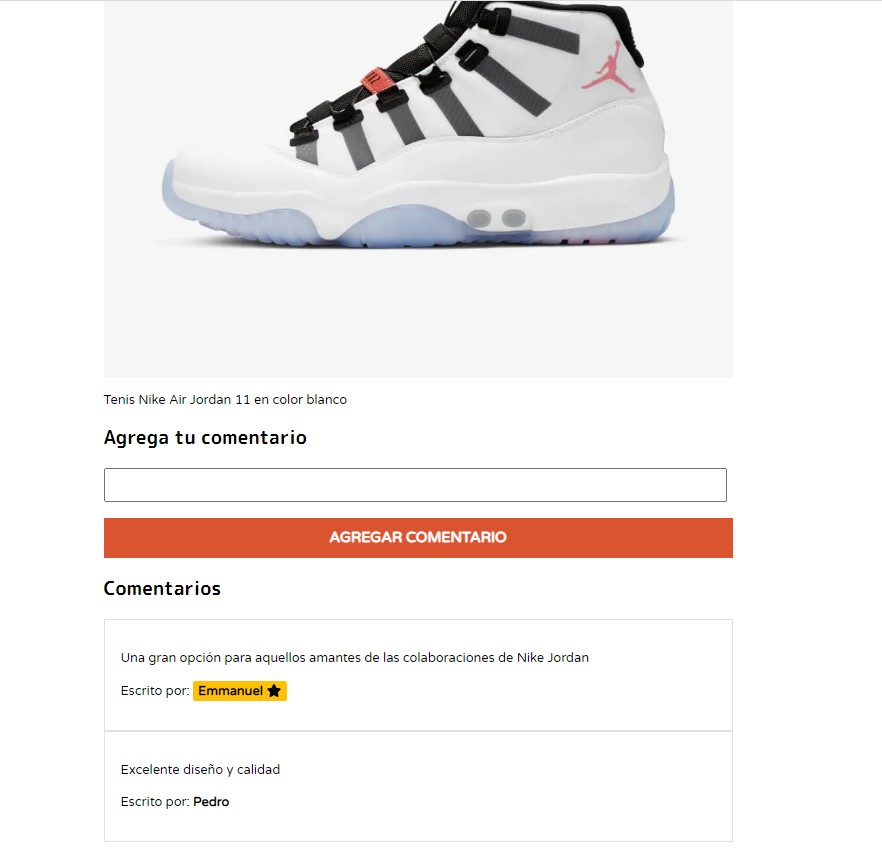 Tenis Nike Air Jordan 11 en color blanco
Agrega tu comentario
AGREGAR COMENTARIO
Comentarios
Una gran opción para aquellos amantes de las colaboraciones de Nike Jordan
Escrito por: Emmanuel
Excelente diseño y calidad
Escrito por: Pedro